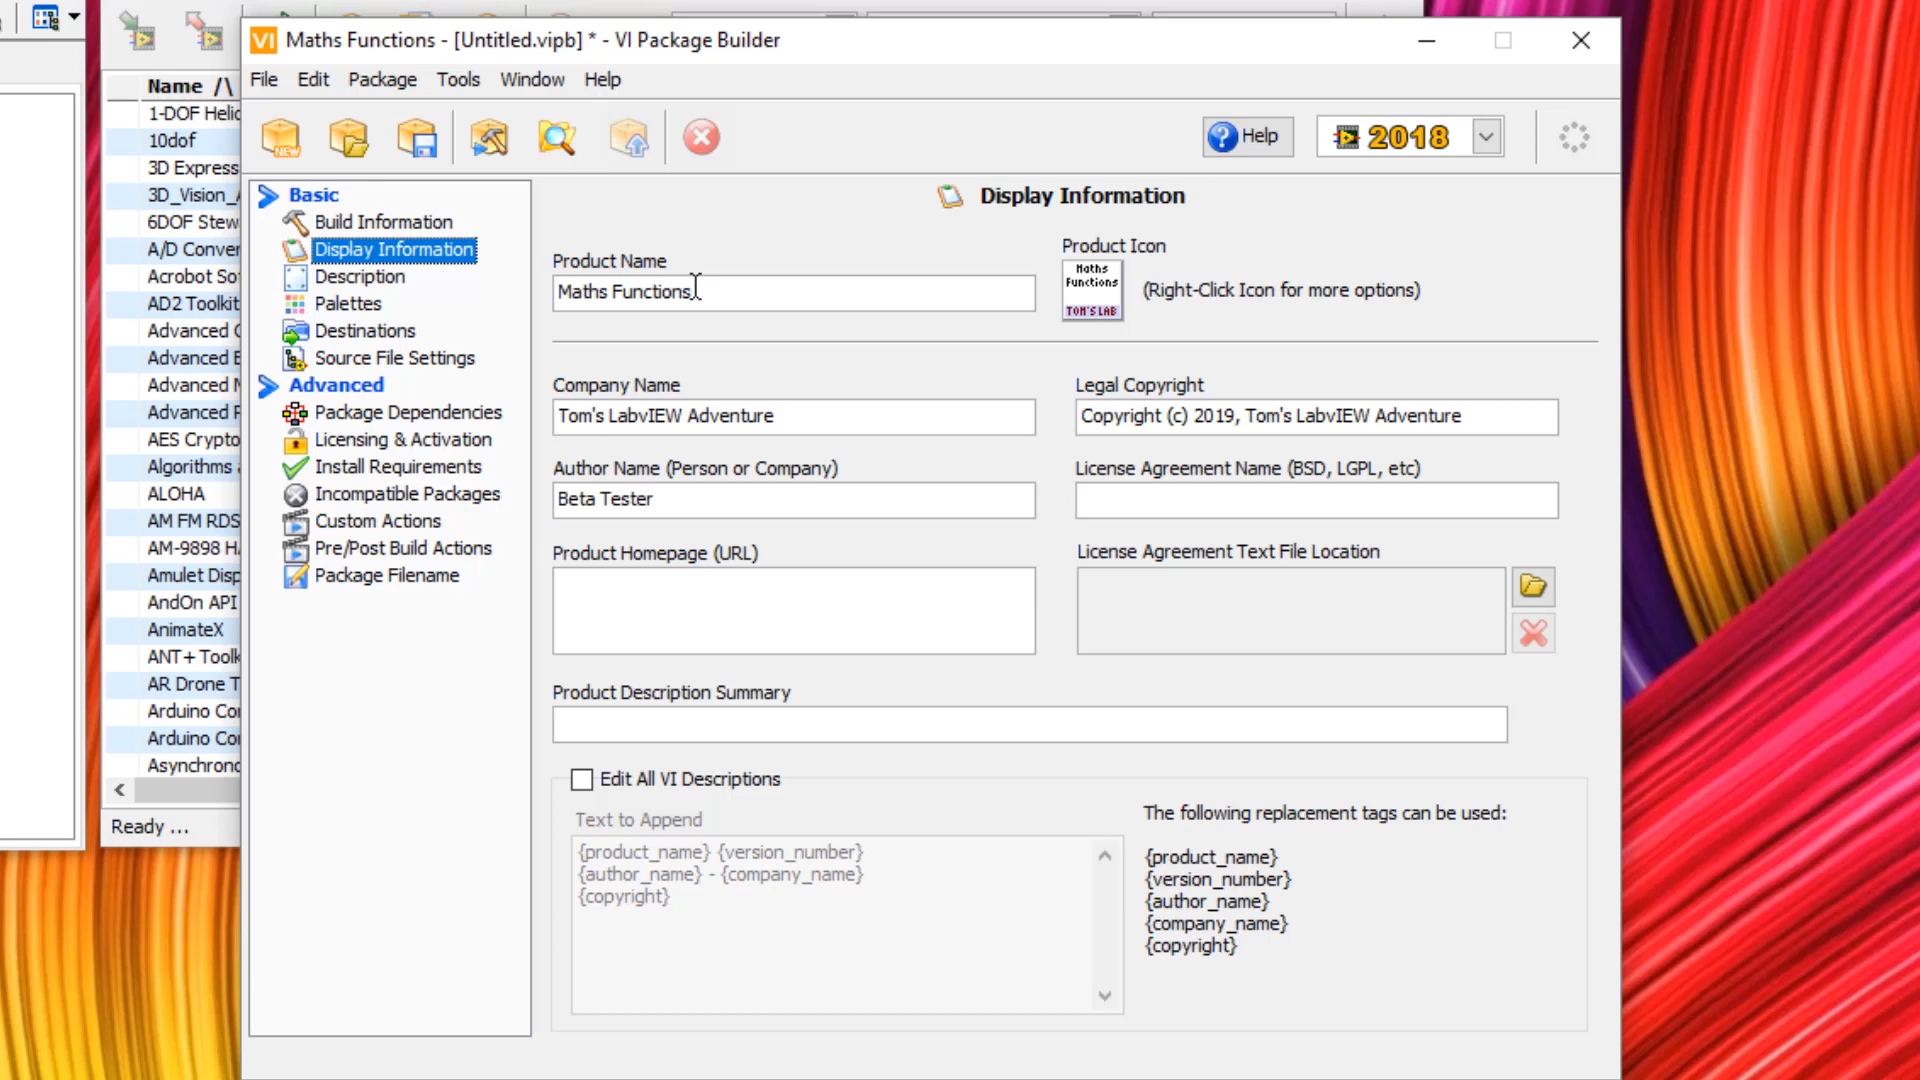 VI Maths Functions - [Untitled.vipb] * - VI Package Builder
File Edit Package Tools Window Help
NEW
Help
2018
Name /\
1-DOF Helic
10dof
3D Express
3D_Vision_
6DOF Stew
A/D Conver
Acrobot So
AD2 Toolkit
Advanced
Advanced
Advanced
Advanced
AES Crypto
Algorithms
ALOHA
AM FM RDS
AM-9898 H
Amulet Disp
AndOn API
AnimateX
ANT+ Toolk
AR Drone T
Arduino Co
Arduino Co
Asynchrono
Ready ...
Basic
Build Information
Display Information
Description
Palettes
Destinations
Source File Settings
Advanced
Package Dependencies
Licensing & Activation
Install Requirements
Incompatible Packages
Custom Actions
Pre/Post Build Actions
Package Filename
Display Information
Product Name
Maths Functions
Product Icon
Maths
Functions
TOM'S LAB
(Right-Click Icon for more options)
Company Name
Tom's LabvIEW Adventure
Legal Copyright
Copyright (c) 2019, Tom's LabvIEW Adventure
Author Name (Person or Company)
Beta Tester
License Agreement Name (BSD, LGPL, etc)
Product Homepage (URL)
License Agreement Text File Location
Product Description Summary
Edit All VI Descriptions
Text to Append
{product_name} {version_number}
{author_name} - {company_name}
{copyright}
The following replacement tags can be used:
{product_name}
{version_number}
{author_name}
{company_name}
{copyright}